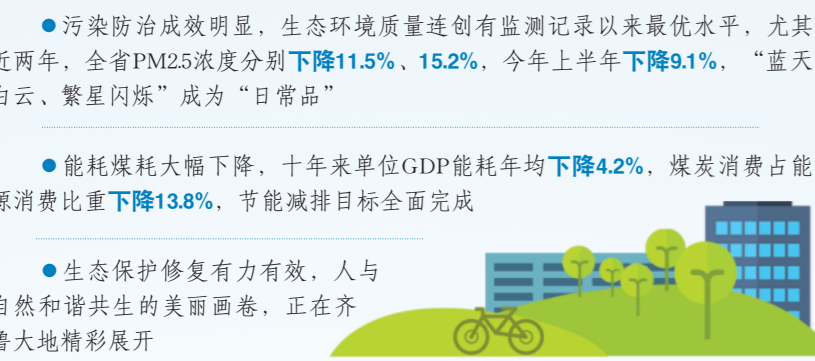 ●污染防治成效明显，生态环境质量连创有监测记录以来最优水平，尤其
近两年，全省PM2.5浓度分别下降11.5%、15.2%，今年上半年下降9.1%，“蓝天
白云、繁星闪烁”成为“日常品”
●能耗煤耗大幅下降，十年来单位GDP能耗年均下降4.2%，煤炭消费占能
源消费比重下降13.8%，节能减排目标全面完成
●生态保护修复有力有效，人与
自然和谐共生的美丽画卷，正在齐
鲁大地精彩展开